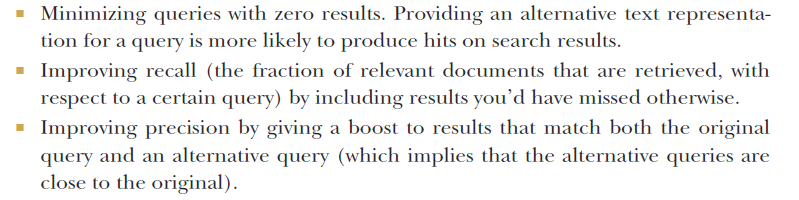 ▪ Minimizing queries with zero results. Providing an alternative text representa-
tion for a query is more likely to produce hits on search results.
▪ Improving recall (the fraction of relevant documents that are retrieved, with
respect to a certain query) by including results you’d have missed otherwise.
▪ Improving precision by giving a boost to results that match both the original
query and an alternative query (which implies that the alternative queries are
close to the original).